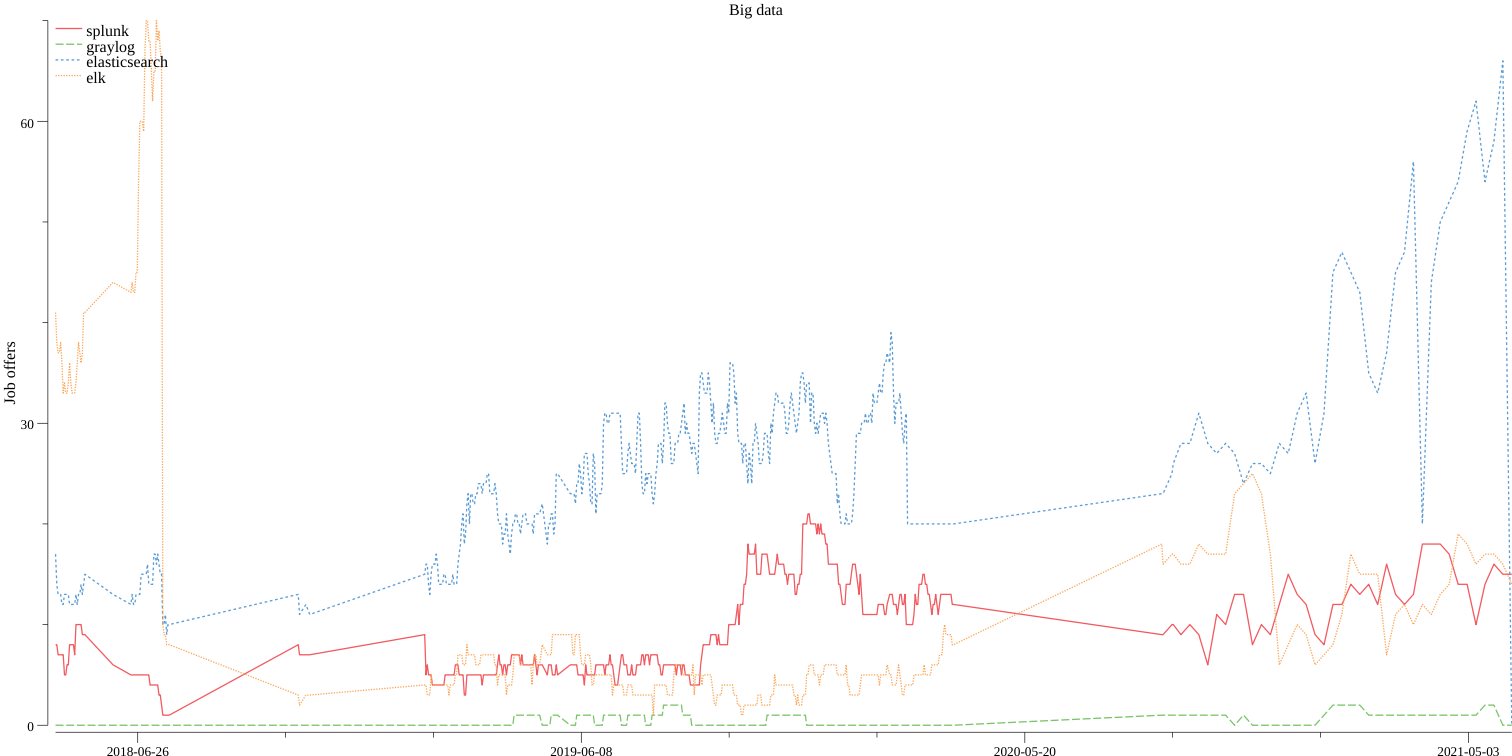 Big data
splunk
graylog
elasticsearch
elk
Job offers
60
30
0
2018-06-26
2019-06-08
2020-05-20
2021-05-03